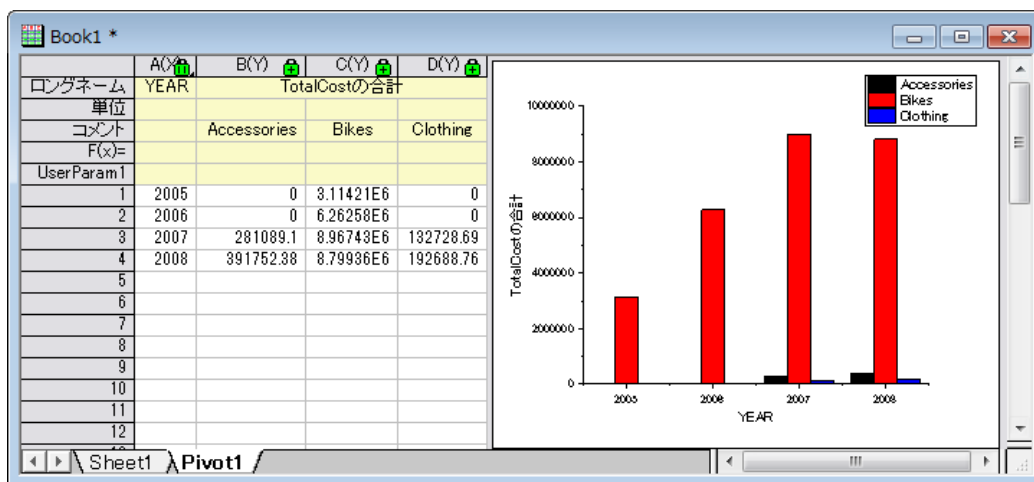 Book1 *
A(X) B(Y) C(Y) D(Y)
ロングネーム YEAR TotalCostの合計
単位
コメント Accessories Bikes Clothing
F(x)=
UserParam1
1 2005 0 3.11421E6 0
2 2006 0 6.26258E6 0
3 2007 281089.1 8.96743E6 132728.69
4 2008 391752.38 8.79936E6 192688.76
5
6
7
8
9
10
11
12
Sheet1 Pivot1
Accessories
Bikes
Clothing
10000000
8000000
6000000
4000000
2000000
0
TotalCostの合計
2005 2006 2007 2008
YEAR